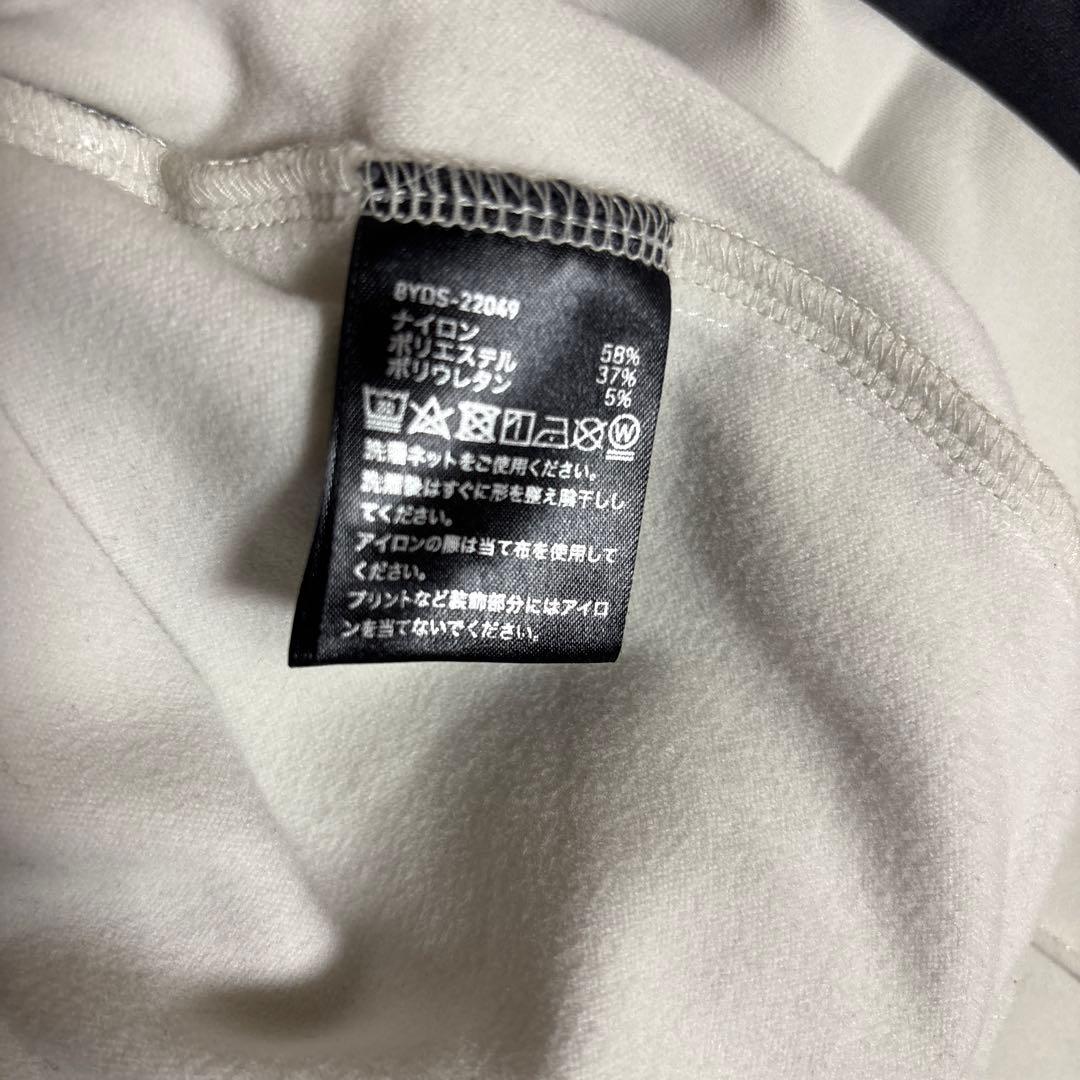 8YDS-22049
ナイロン 58%
ポリエステル 37%
ポリウレタン 5%
30 W
洗濯ネットをご使用ください。
洗濯後はすぐに形を整え陰干しし
てください。
アイロンの際は当て布を使用して
ください。
プリントなど装飾部分にはアイロ
ンを当てないでください。